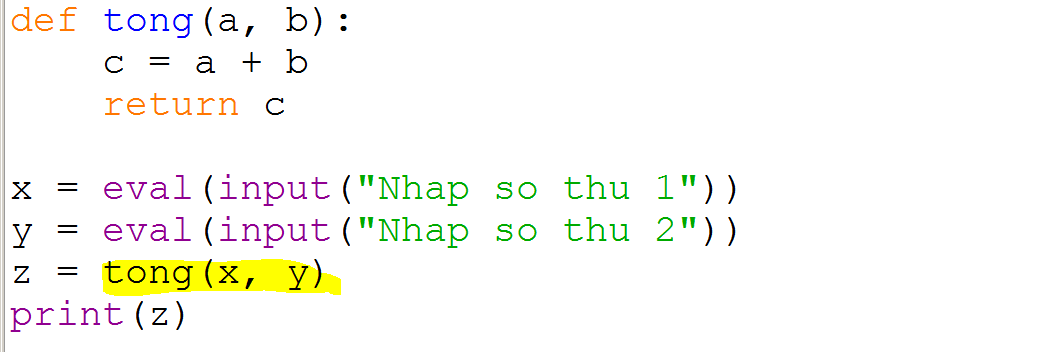 def tong(a, b):
    c = a + b
    return c
x = eval(input("Nhap so thu 1"))
y = eval(input("Nhap so thu 2"))
z = tong(x, y)
print(z)